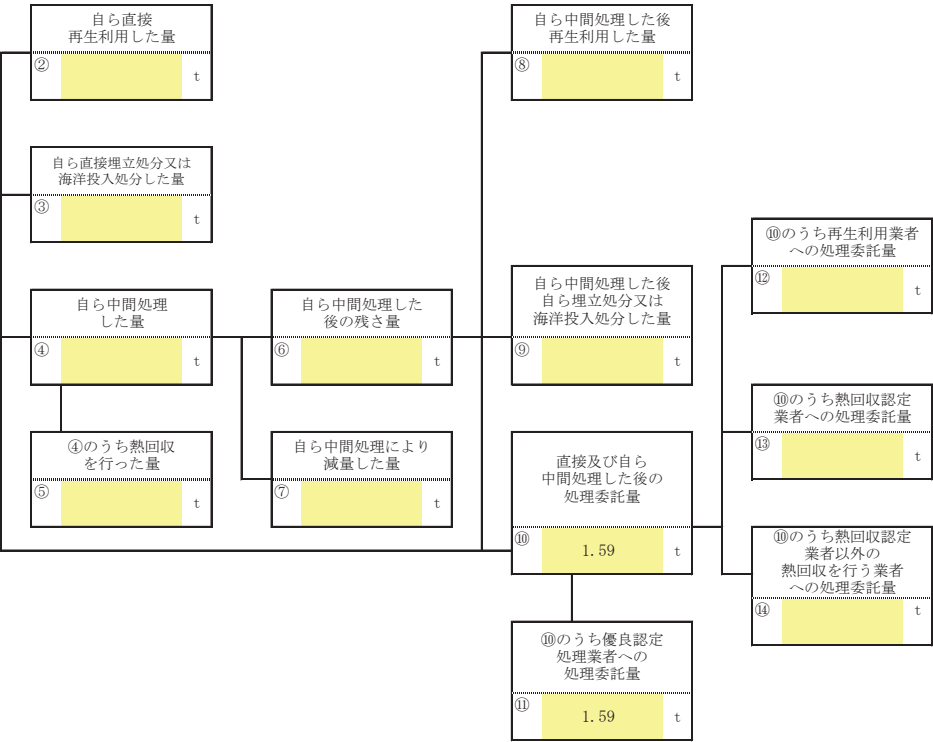 自ら直接
再生利用した量
②
t
自ら中間処理した後
再生利用した量
⑧
t
自ら直接埋立処分又は
海洋投入処分した量
③
t
⑩のうち再生利用業者
への処理委託量
⑫
t
自ら中間処理
した量
④
t
自ら中間処理した
後の残さ量
⑥
t
自ら中間処理した後
自ら埋立処分又は
海洋投入処分した量
⑨
t
⑩のうち熱回収認定
業者への処理委託量
⑬
t
④のうち熱回収
を行った量
⑤
t
自ら中間処理により
減量した量
⑦
t
直接及び自ら
中間処理した後の
処理委託量
⑩
1.59 t
⑩のうち熱回収認定
業者以外の
熱回収を行う業者
への処理委託量
⑭
t
⑩のうち優良認定
処理業者への
処理委託量
⑪
1.59 t